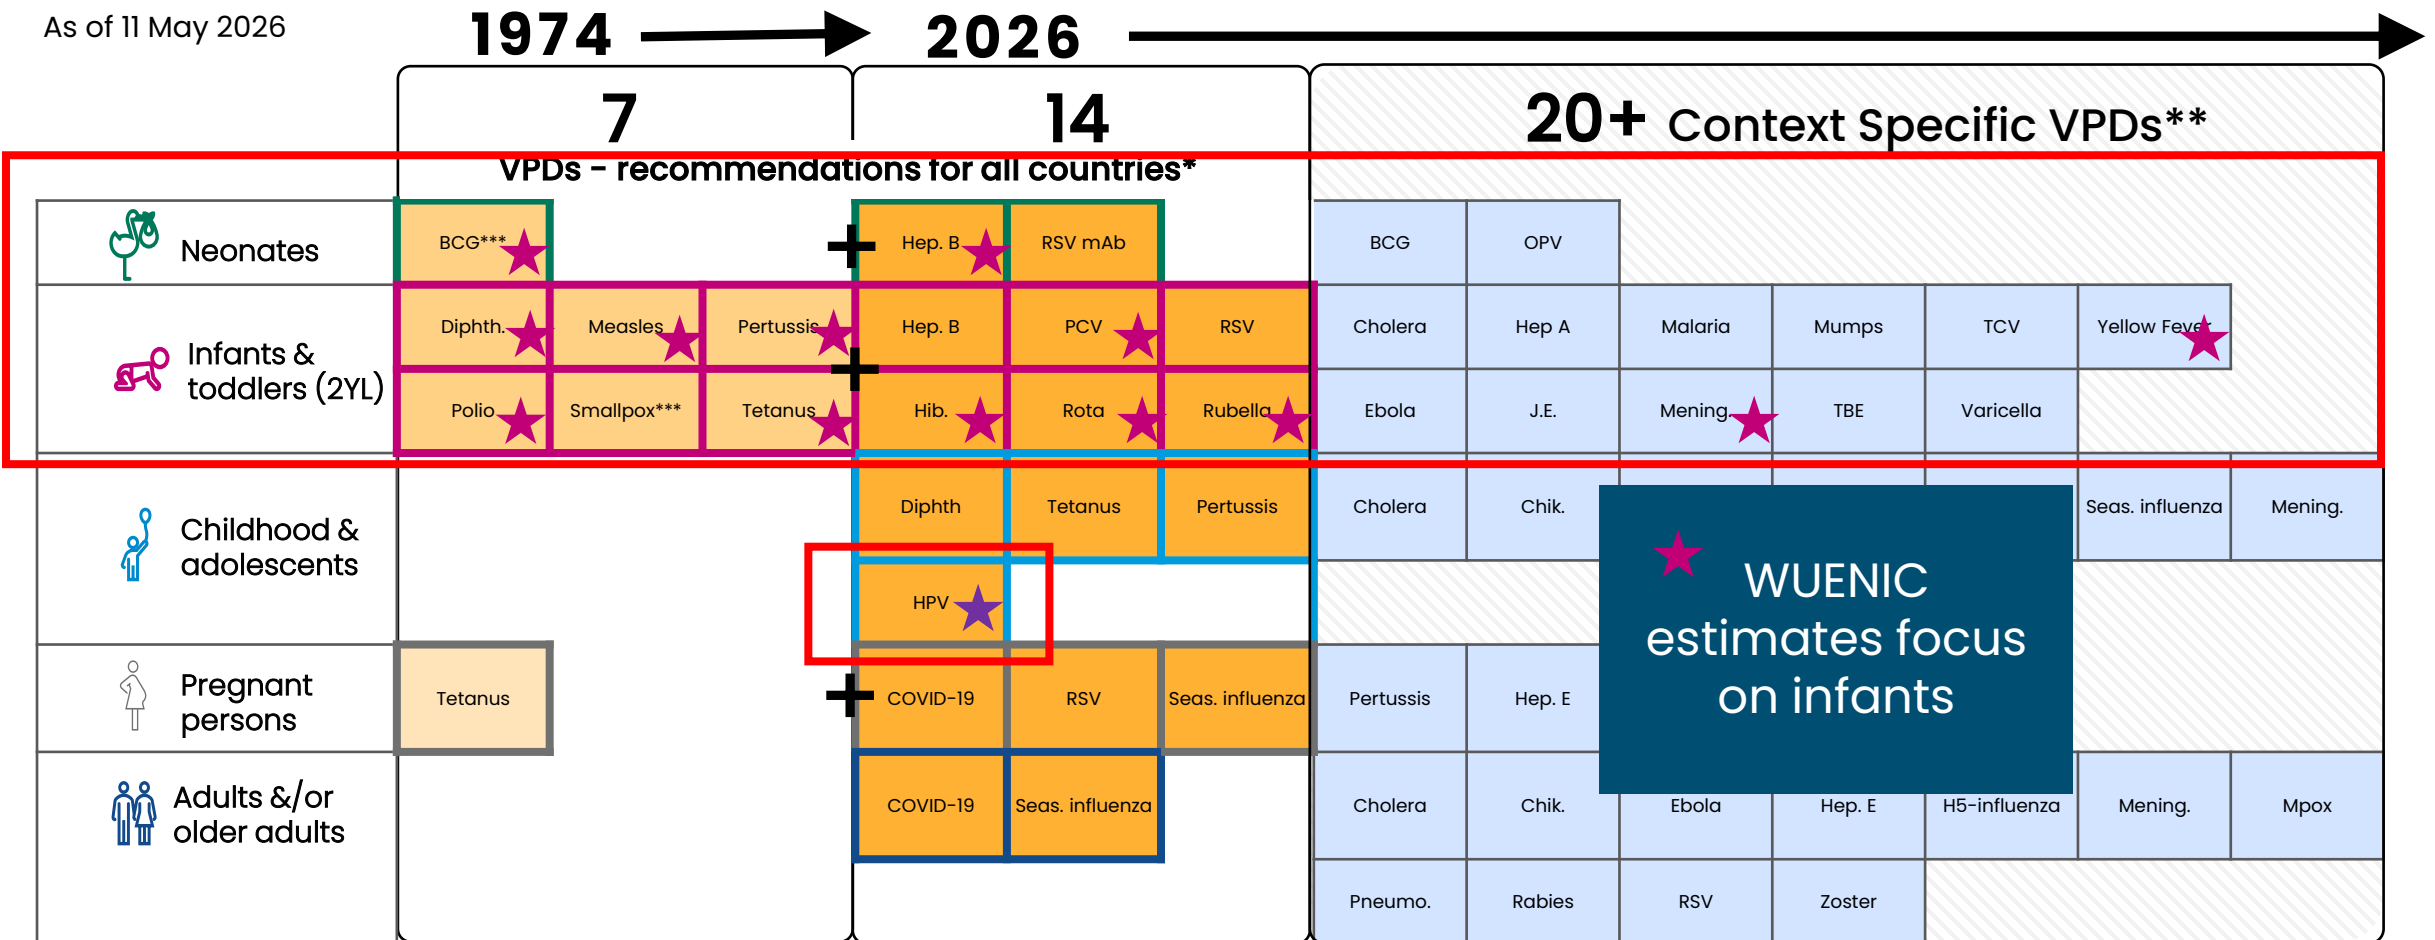 As of 11 May 2026
1974
2026
7
14
20+ Context Specific VPDs**
VPDs - recommendations for all countries*
Neonates
BCG***
Hep. B
RSV mAb
BCG
OPV
Infants &
toddlers (2YL)
Diphth.
Measles
Pertussis
Hep. B
PCV
RSV
Cholera
Hep A
Malaria
Mumps
TCV
Yellow Fever
Polio
Smallpox***
Tetanus
Hib.
Rota
Rubella
Ebola
J.E.
Mening.
TBE
Varicella
Childhood &
adolescents
Diphth
Tetanus
Pertussis
Cholera
Chik.
Seas. influenza
Mening.
HPV
WUENIC
estimates focus
on infants
Pregnant
persons
Tetanus
COVID-19
RSV
Seas. influenza
Pertussis
Hep. E
Adults &/or
older adults
COVID-19
Seas. influenza
Cholera
Chik.
Ebola
Hep. E
H5-influenza
Mening.
Mpox
Pneumo.
Rabies
RSV
Zoster